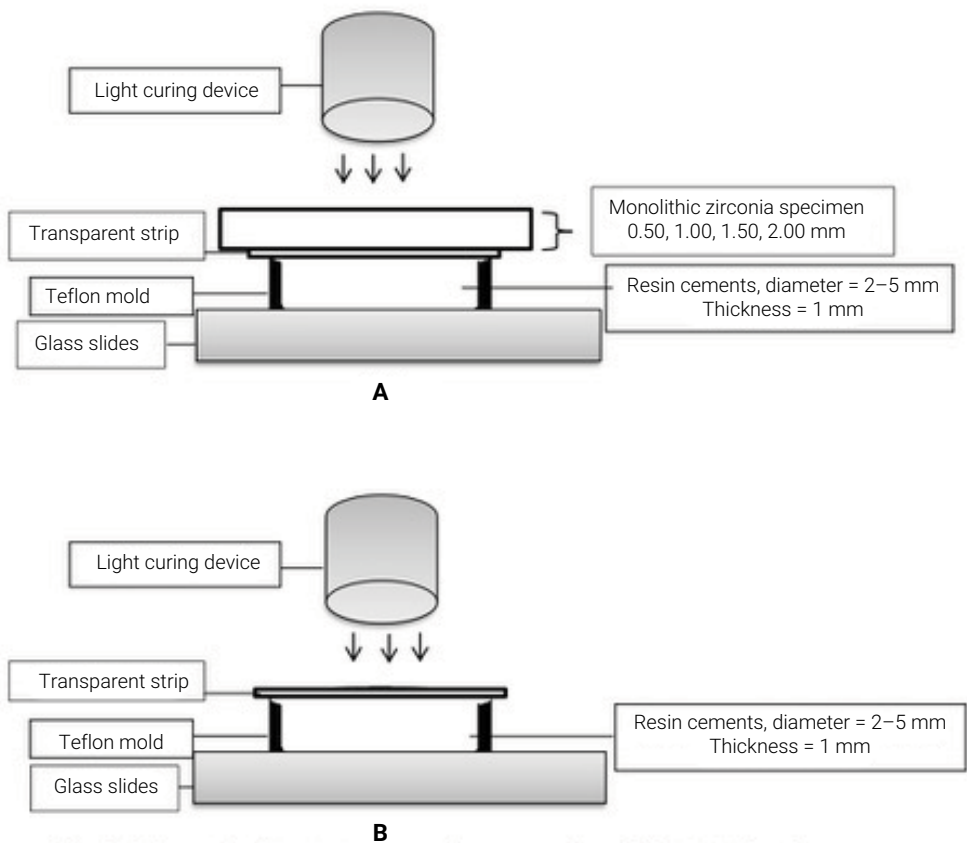 Light curing device
Transparent strip
Monolithic zirconia specimen
0.50, 1.00, 1.50, 2.00 mm
Teflon mold
Resin cements, diameter = 2–5 mm
Thickness = 1 mm
Glass slides
A
Light curing device
Transparent strip
Teflon mold
Resin cements, diameter = 2–5 mm
Thickness = 1 mm
Glass slides
B